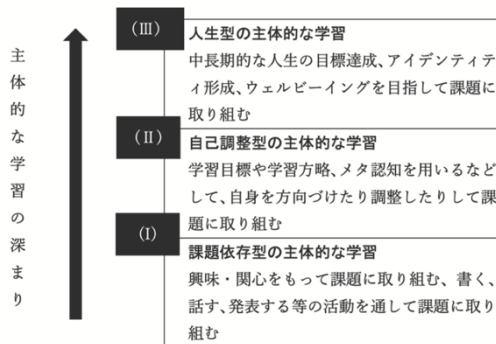 主体的な学習の深まり
(III)
人生型の主体的な学習
中長期的な人生の目標達成、アイデンティテ
ィ形成、ウェルビーイングを目指して課題に
取り組む
(II)
自己調整型の主体的な学習
学習目標や学習方略、メタ認知を用いるなど
して、自身を方向づけたり調整したりして課
題に取り組む
(I)
課題依存型の主体的な学習
興味・関心をもって課題に取り組む、書く、
話す、発表する等の活動を通して課題に取り
組む